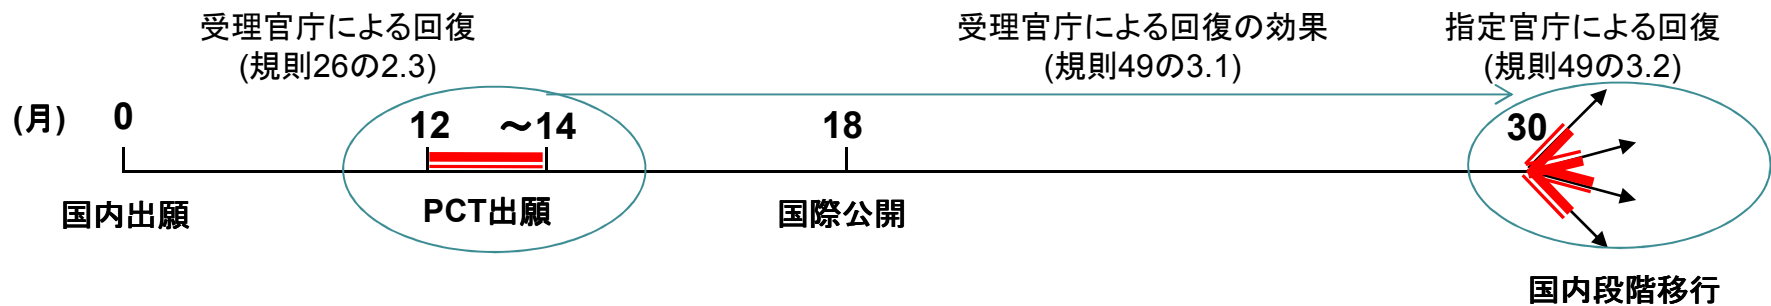 受理官庁による回復
(規則26の2.3)
受理官庁による回復の効果
(規則49の3.1)
指定官庁による回復
(規則49の3.2)
(月) 0 12 ～14 18 30
国内出願
PCT出願
国際公開
国内段階移行